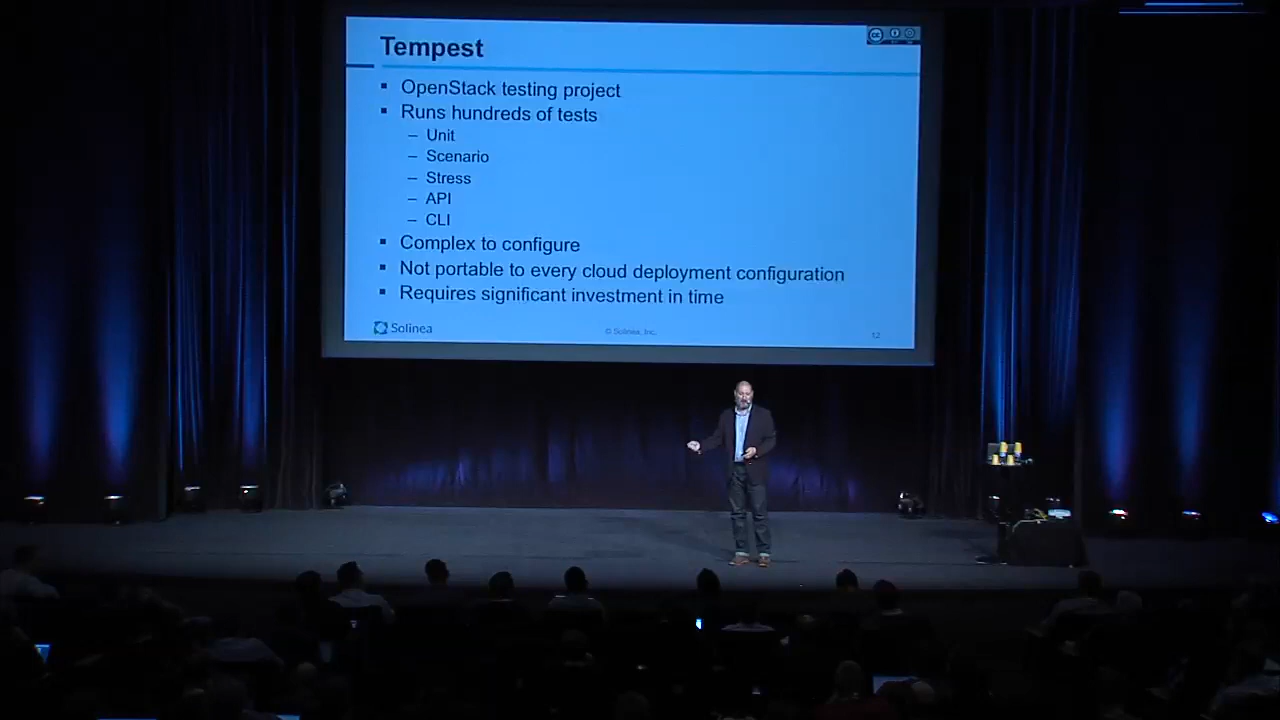 Tempest
OpenStack testing project
Runs hundreds of tests
– Unit
– Scenario
– Stress
– API
– CLI
Complex to configure
Not portable to every cloud deployment configuration
Requires significant investment in time
Solinea
© Solinea, Inc.
12